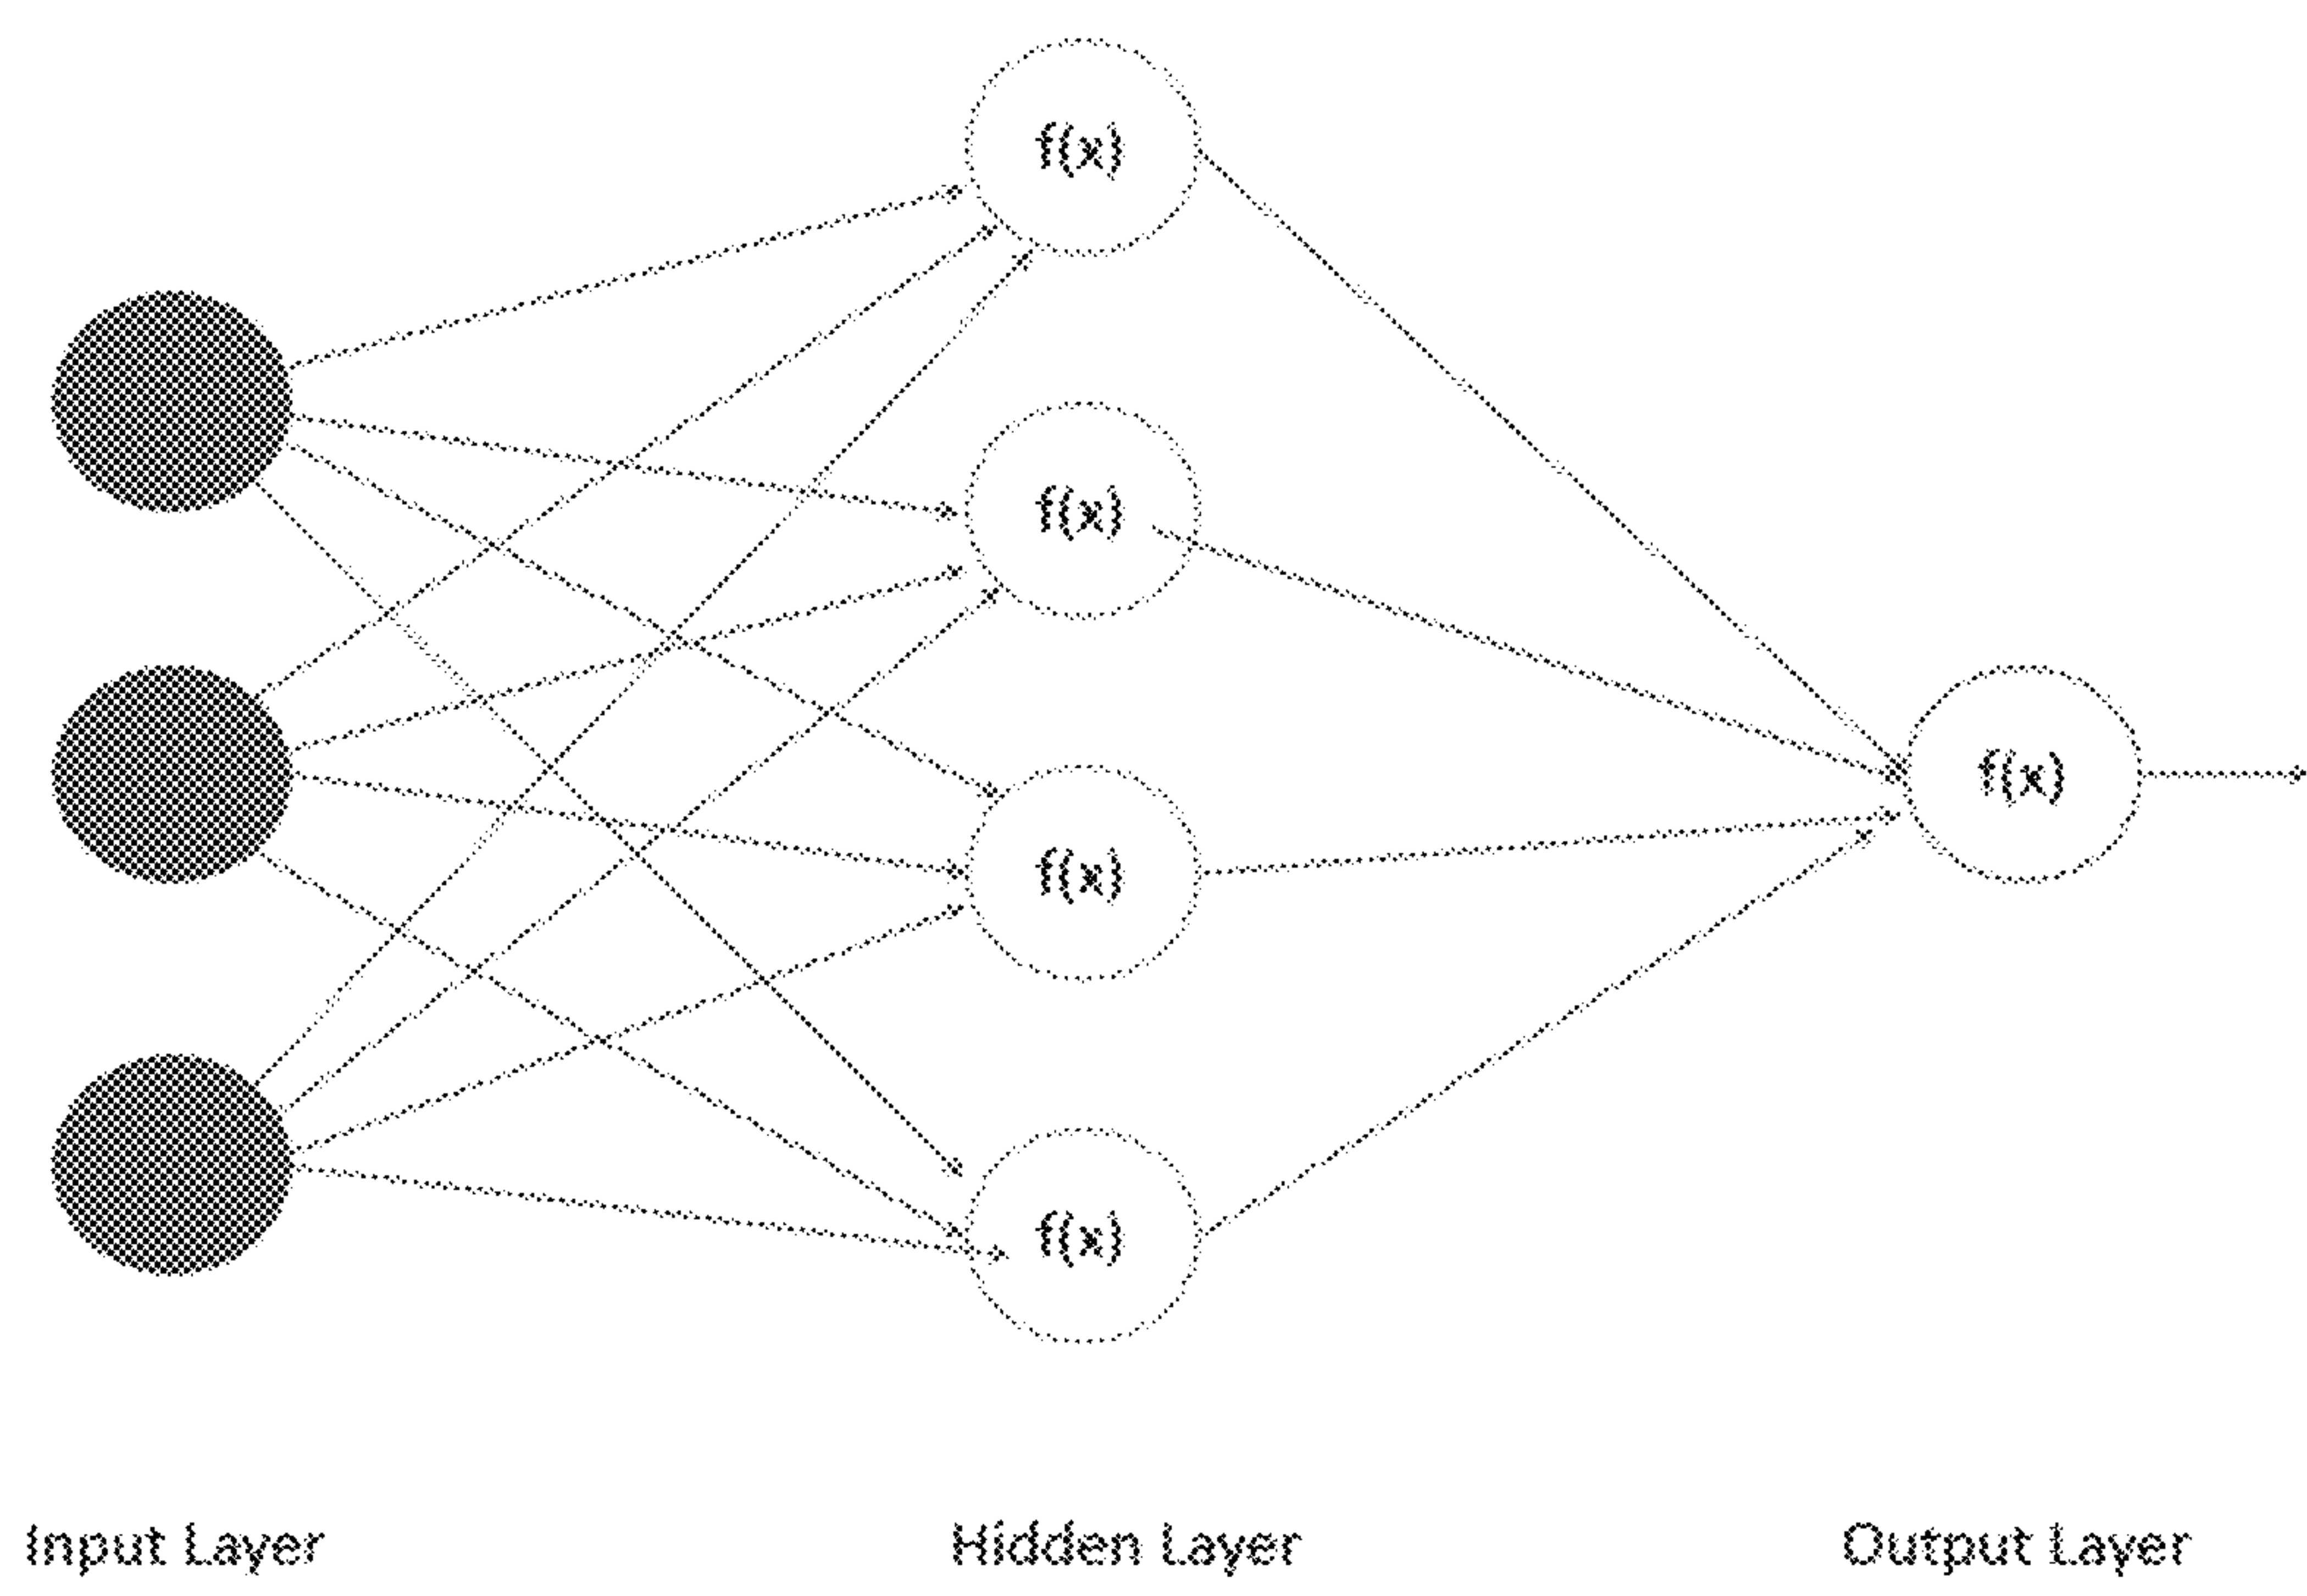 f(x)
f(x)
f(x)
f(x)
f(x)
Input Layer
Hidden Layer
Output Layer